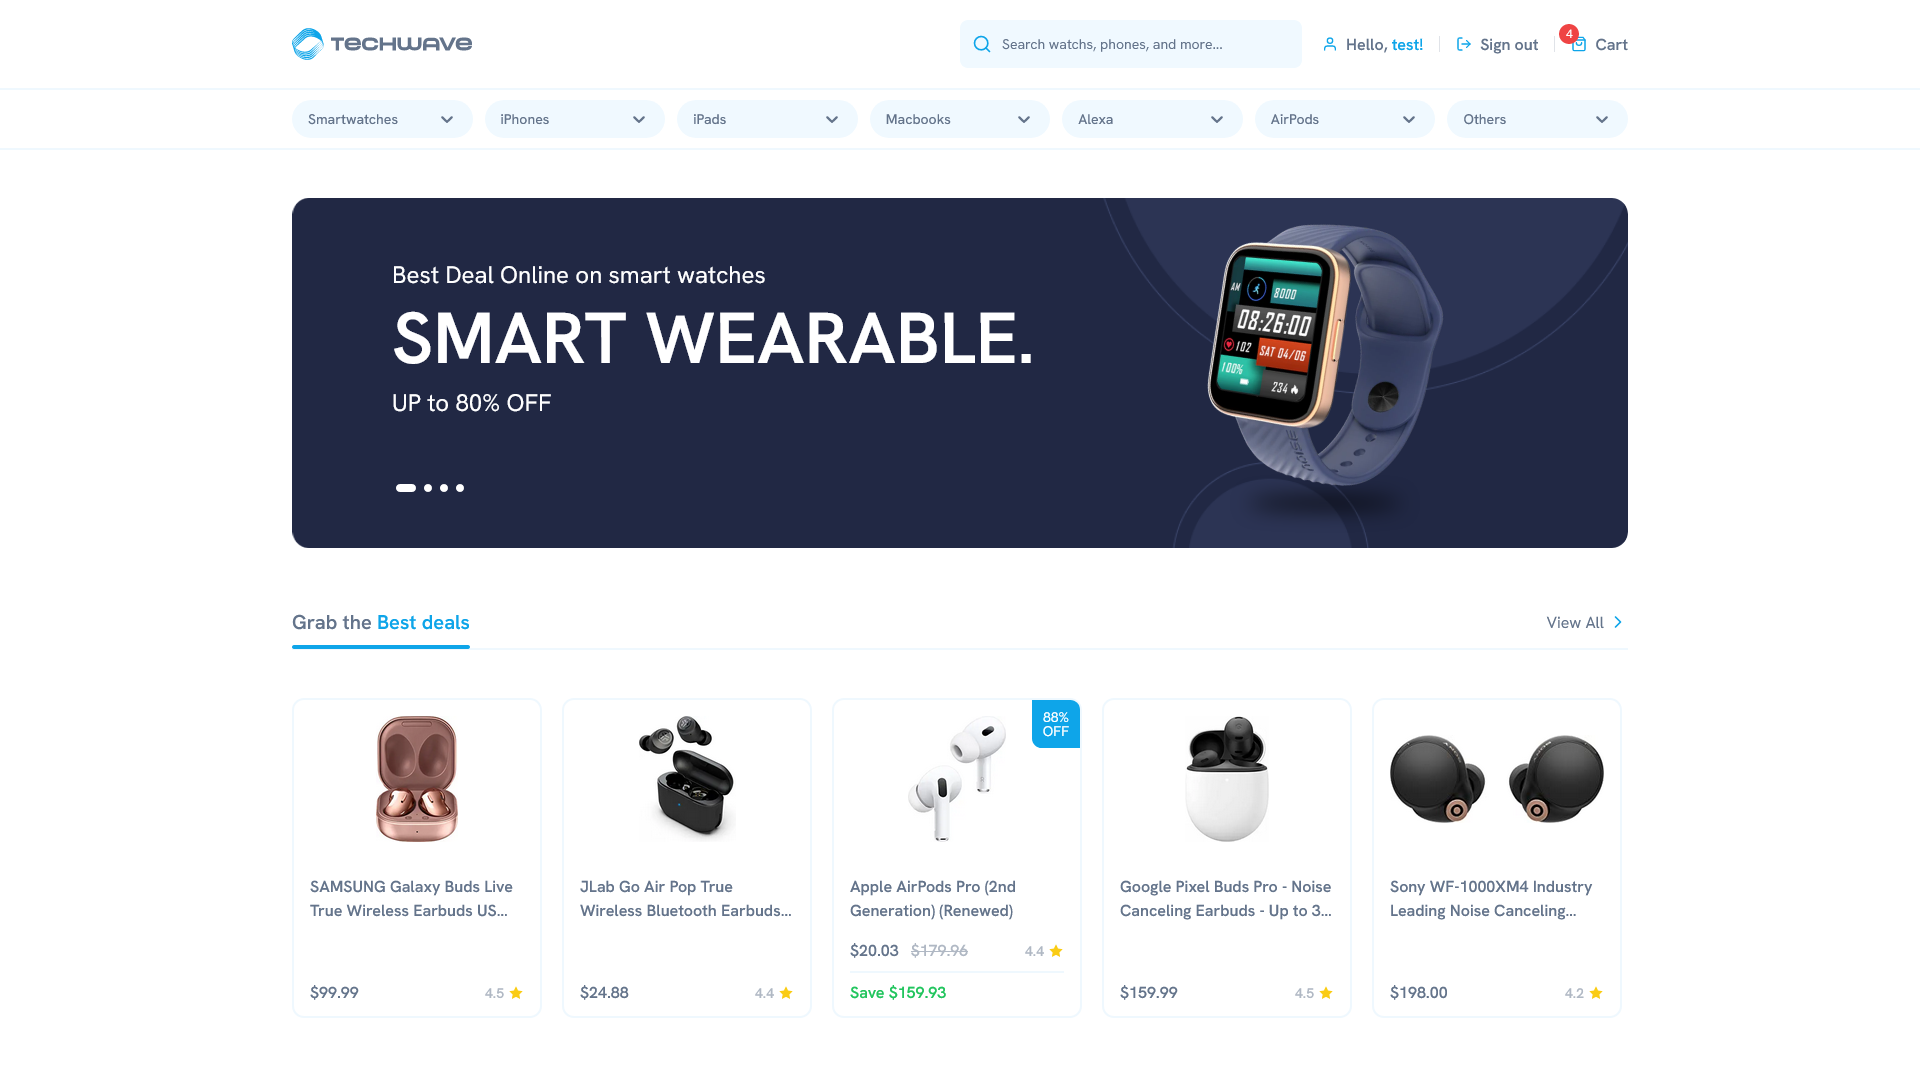 TECHWAVE
Search watchs, phones, and more...
Hello, test!
Sign out
4
Cart
Smartwatches
iPhones
iPads
Macbooks
Alexa
AirPods
Others
Best Deal Online on smart watches
SMART WEARABLE.
UP to 80% OFF
AM
8000
08:26:00
102
SAT 04/06
100%
234
Grab the Best deals
View All
SAMSUNG Galaxy Buds Live
True Wireless Earbuds US...
$99.99
4.5
JLab Go Air Pop True
Wireless Bluetooth Earbuds...
$24.88
4.4
88%
OFF
Apple AirPods Pro (2nd
Generation) (Renewed)
$20.03 $179.96
4.4
Save $159.93
Google Pixel Buds Pro - Noise
Canceling Earbuds - Up to 3...
$159.99
4.5
Sony WF-1000XM4 Industry
Leading Noise Canceling...
$198.00
4.2